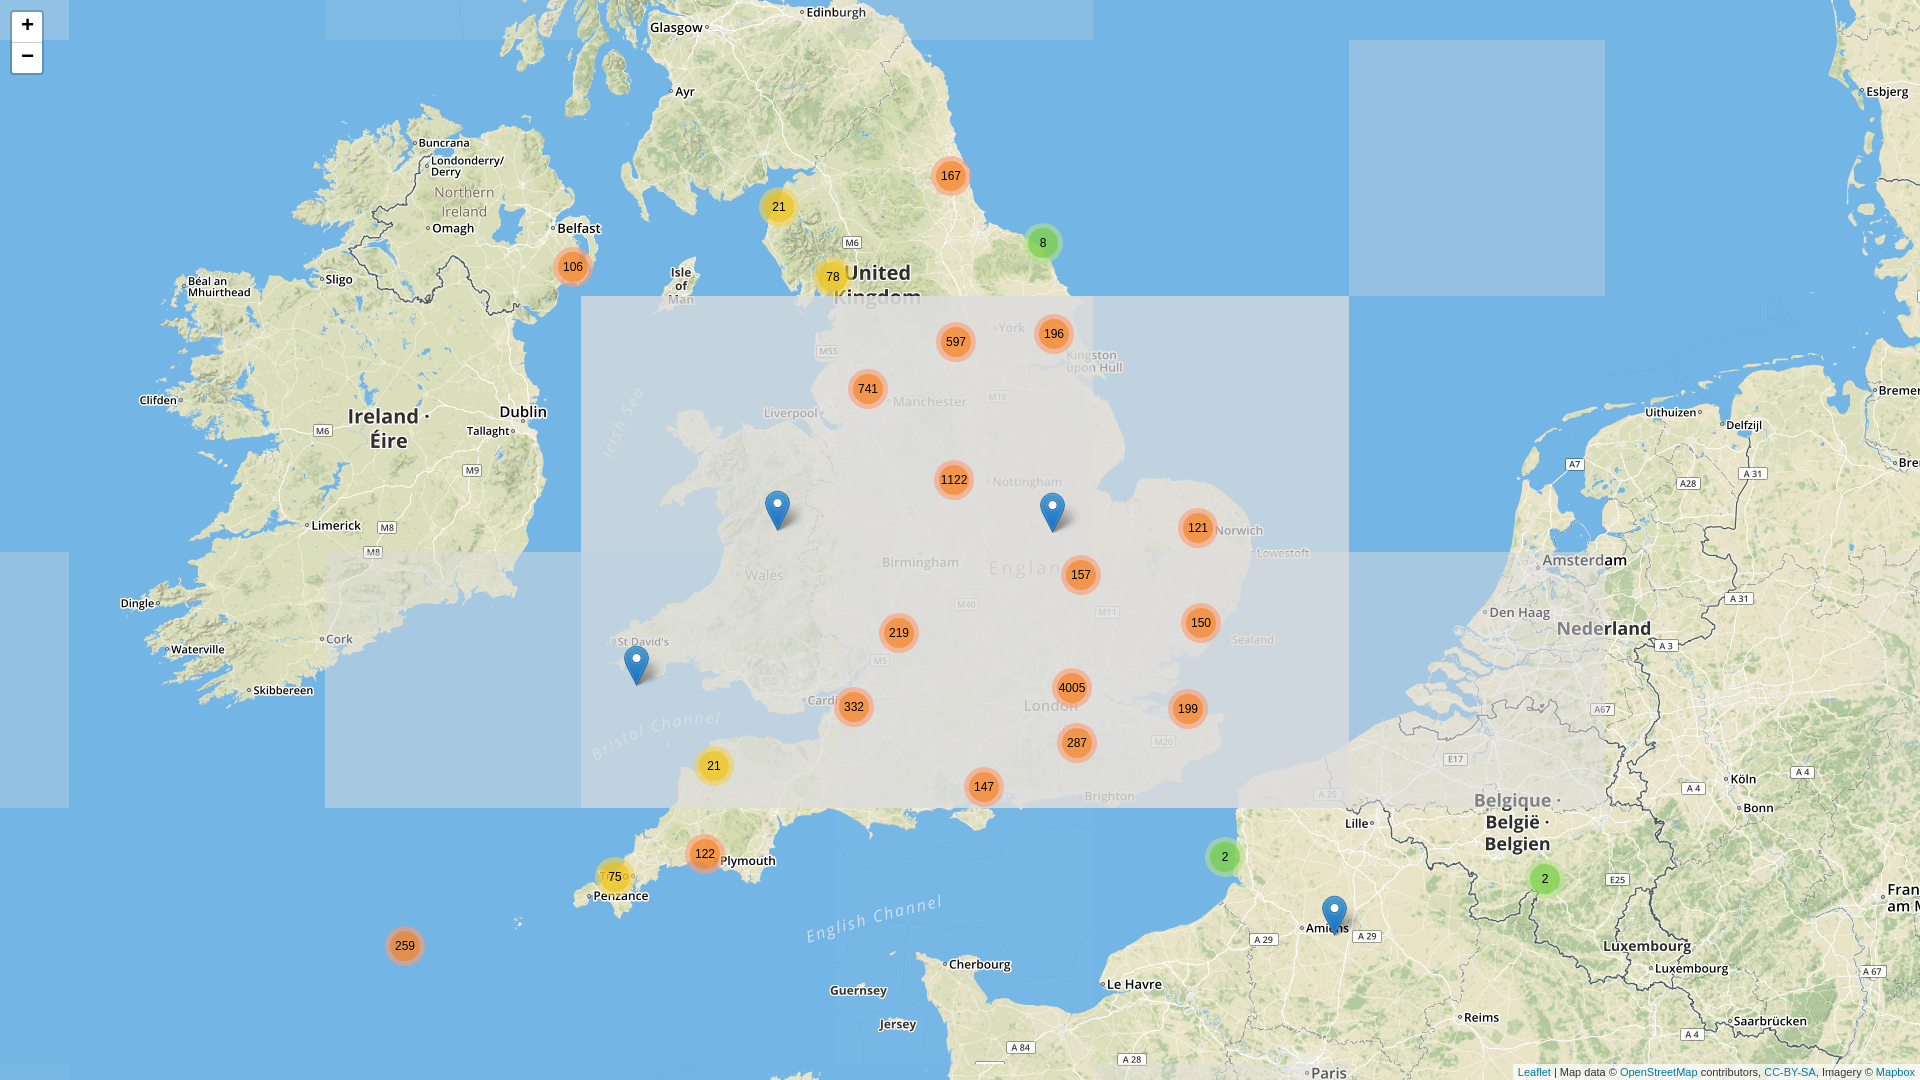 +
−
Edinburgh
Glasgow
Ayr
Esbjerg
Buncrana
Londonderry/
Derry
Northern
Ireland
Omagh
Belfast
167
21
M6
8
106
78
United
Kingdom
Isle
of
Man
Sligo
Béal an
Mhuirthead
York
196
597
M55
Kingston
upon Hull
741
Manchester
M18
Liverpool
Irish Sea
Clifden
Dublin
Ireland ·
Éire
M6
Tallaght
M9
Uithuizen
Delfzijl
A7
A 31
A28
1122
Nottingham
Limerick
M8
M8
121
Norwich
Lowestoft
Birmingham
Wales
England
157
Amsterdam
Dingle
M40
M11
A 31
Den Haag
Nederland
150
219
Sealand
Cork
St David's
Waterville
M5
A 3
Skibbereen
4005
London
Cardi
332
199
A67
Bristol Channel
287
M20
E17
21
147
Brighton
A 25
Köln
A 4
A 4
Bonn
Belgique ·
België ·
Belgien
Lille
122
Plymouth
2
75
Penzance
2
E25
English Channel
Amiens
A 29
A 29
259
Luxembourg
Luxembourg
A 67
Cherbourg
Le Havre
Guernsey
Jersey
Reims
Saarbrücken
A 4
A 84
A 28
Paris
Fran
am M
Bremer
Bre
Leaflet | Map data © OpenStreetMap contributors, CC-BY-SA, Imagery © Mapbox